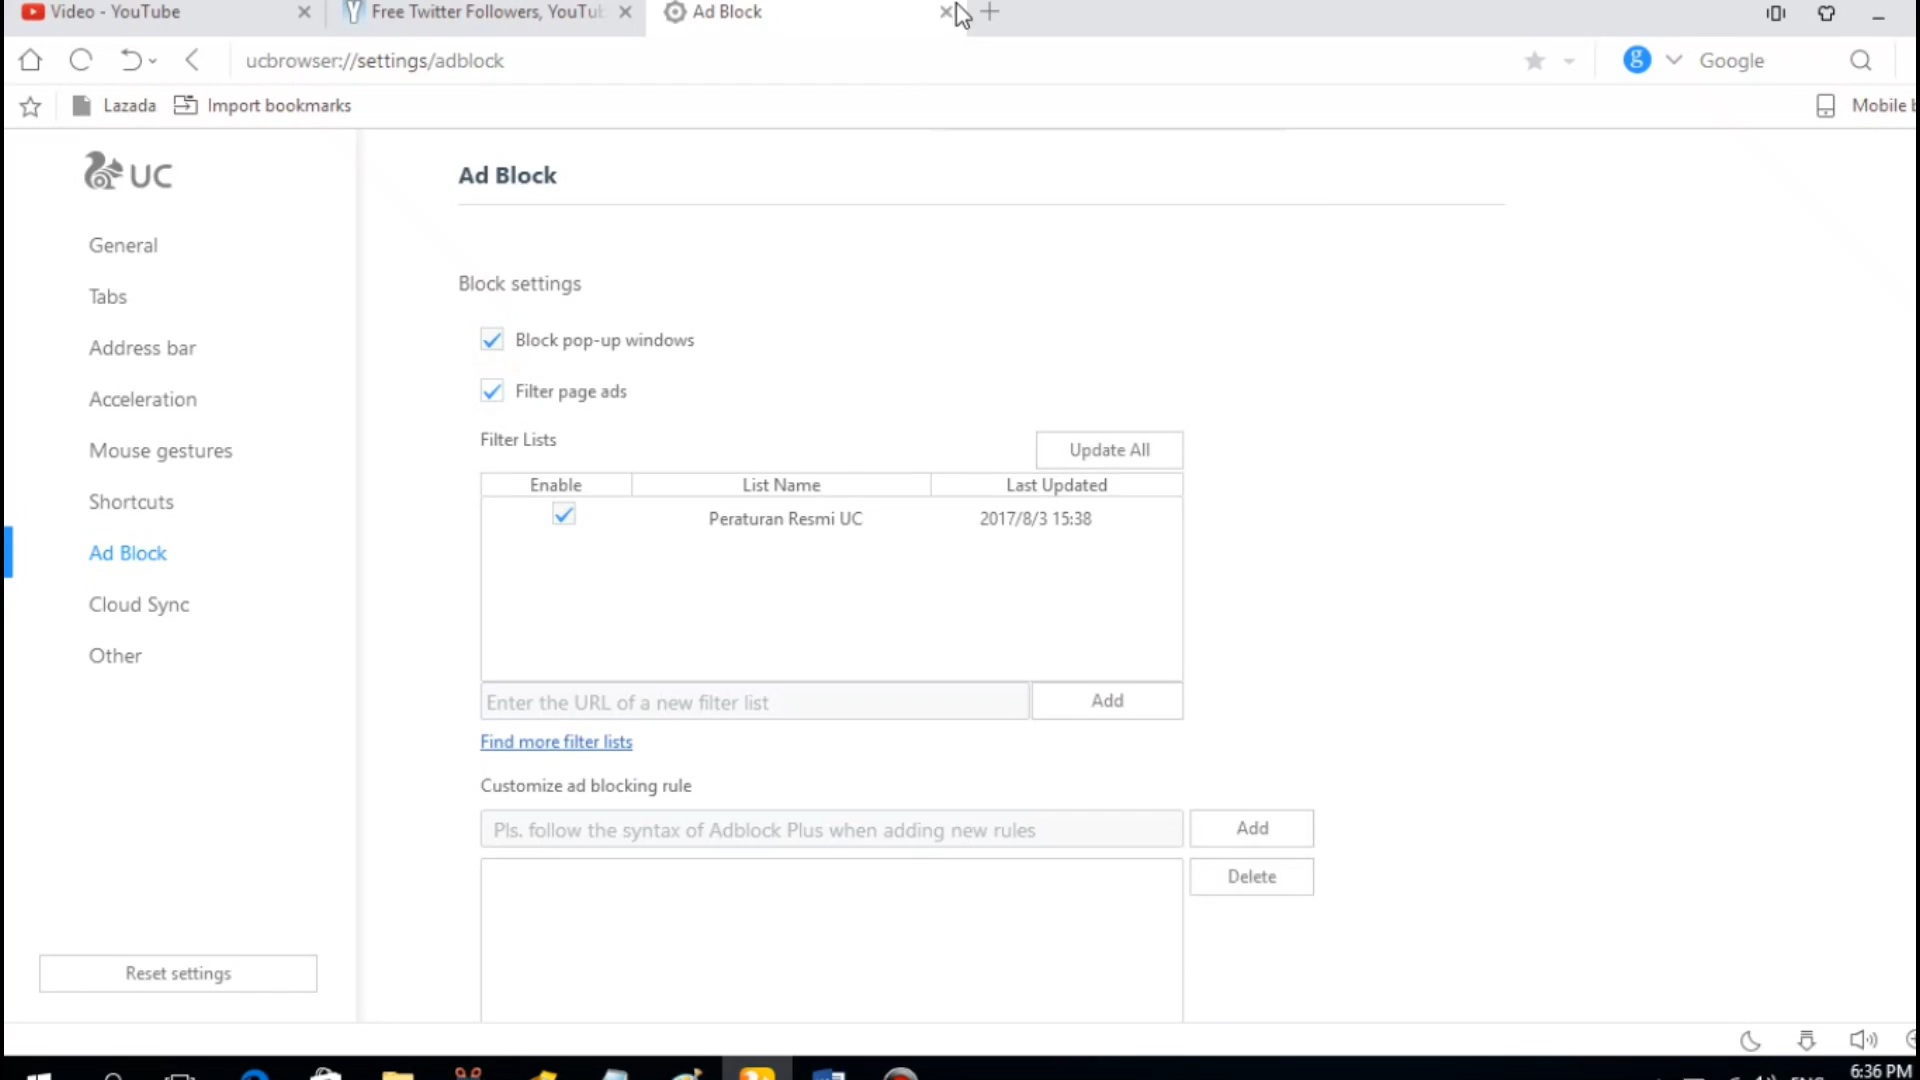 Video - YouTube
Free Twitter Followers, YouTub
Ad Block
ucbrowser://settings/adblock
Google
Lazada
Import bookmarks
Mobile
UC
Ad Block
General
Tabs
Address bar
Acceleration
Mouse gestures
Shortcuts
Ad Block
Cloud Sync
Other
Reset settings
Block settings
Block pop-up windows
Filter page ads
Filter Lists
Update All
Enable List Name Last Updated
Peraturan Resmi UC 2017/8/3 15:38
Enter the URL of a new filter list
Add
Find more filter lists
Customize ad blocking rule
Pls. follow the syntax of Adblock Plus when adding new rules
Add
Delete
6:36 PM